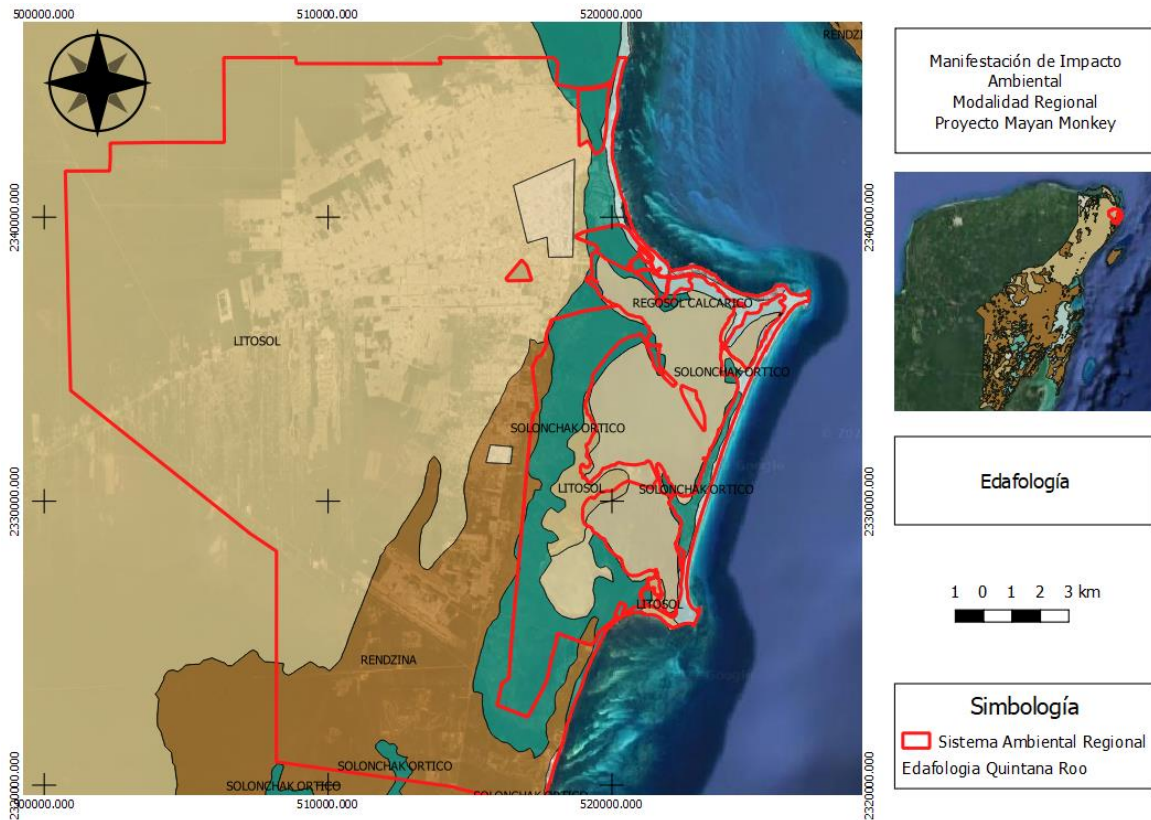 500000.000
510000.000
520000.000
RENDZINA
2340000.000
2340000.000
REGOSOL CALCARICO
LITOSOL
SOLONCHAK ORTICO
SOLONCHAK ORTICO
Google
LITOSOL
SOLONCHAK ORTICO
2330000.000
2330000.000
LITOSOL
RENDZINA
Google
SOLONCHAK ORTICO
SOLONCHAK ORTICO
SOLONCHAK ORTICO
2320000.000
500000.000
510000.000
520000.000
2320000.000
Manifestación de Impacto
Ambiental
Modalidad Regional
Proyecto Mayan Monkey
Edafología
1 0 1 2 3 km
Simbología
Sistema Ambiental Regional
Edafologia Quintana Roo